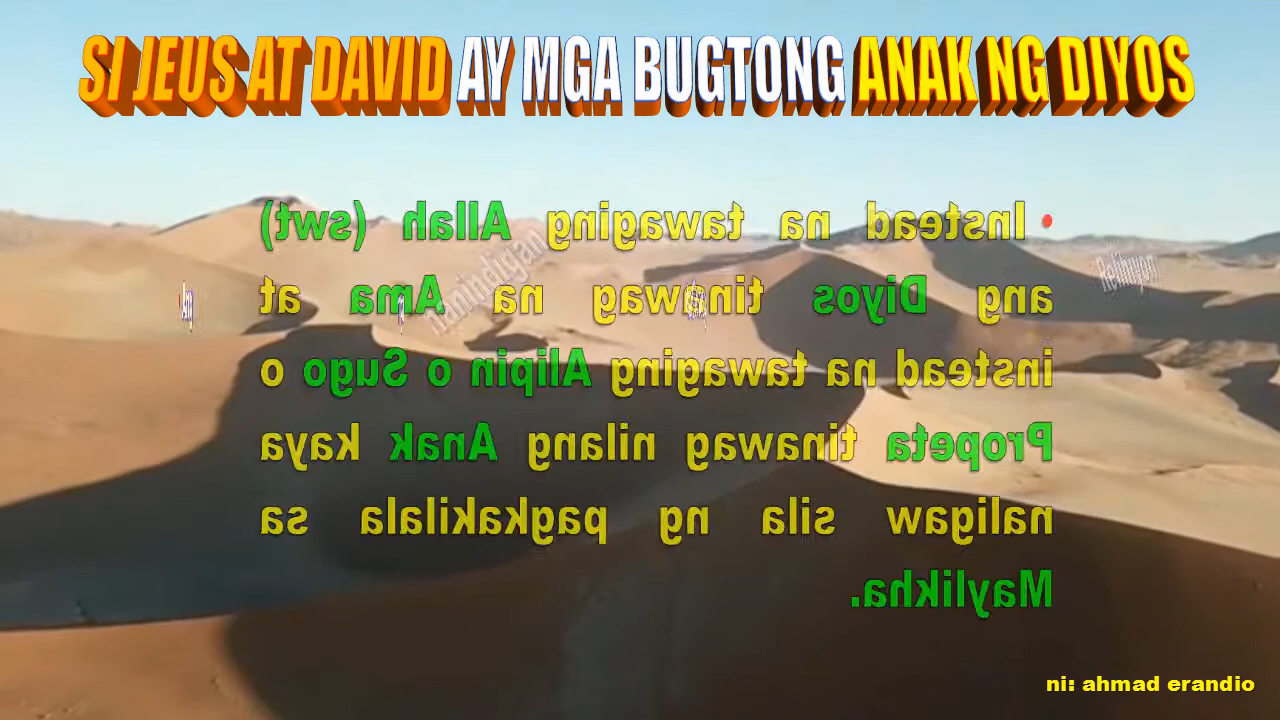 SI JEUS AT DAVID AY MGA BUGTONG ANAK NG DIYOS
• Instead na tawaging Allah (swt)
ang Diyos tinawag na Ama at
instead na tawaging Alipin o Sugo o
Propeta tinawag nilang Anak kaya
naligaw sila ng pagkakilala sa
Maylikha.
ni: ahmad erandio